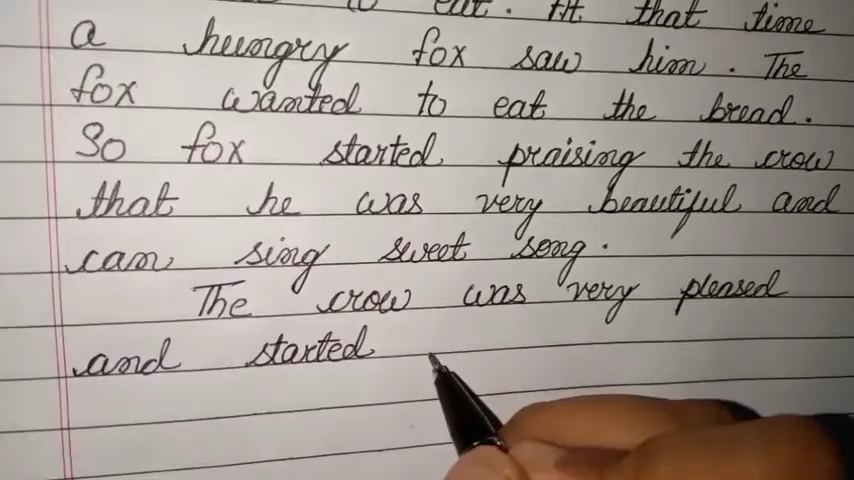 to eat. At that time
a hungry fox saw him. The
fox wanted to eat the bread.
So fox started praising the crow
that he was very beautiful and
can sing sweet song.
The crow was very pleased
and started